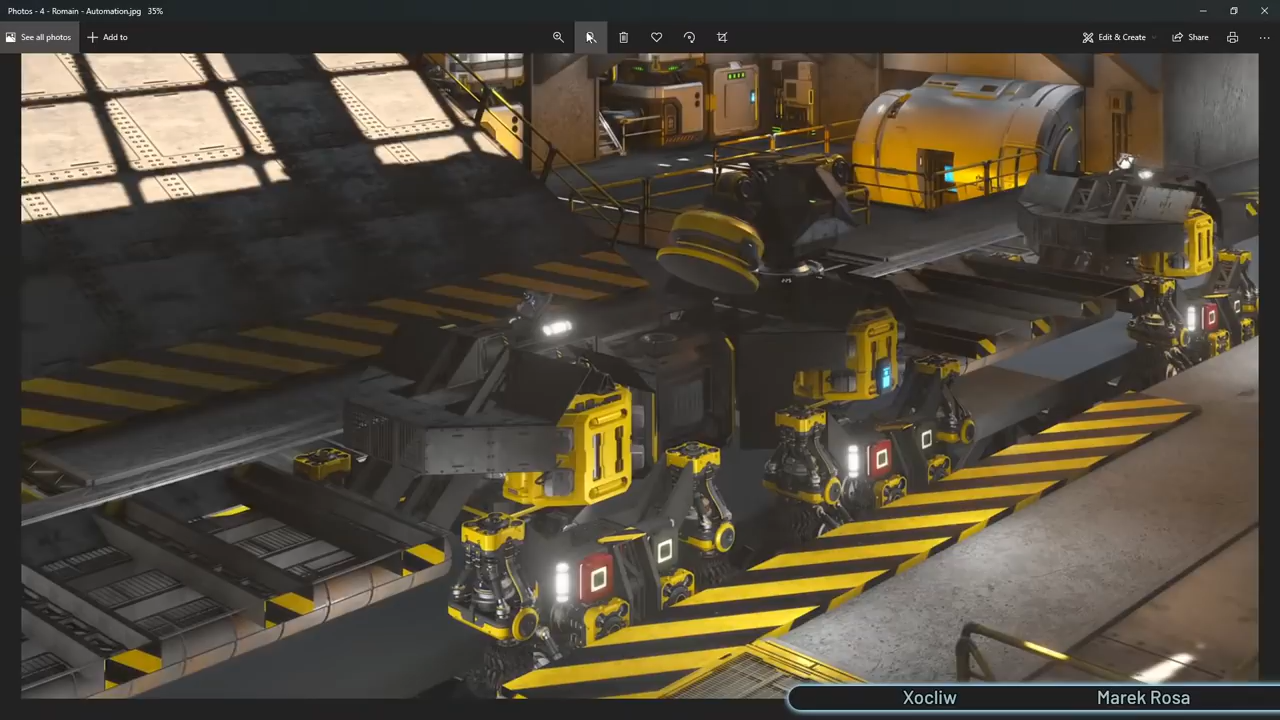 Photos - 4 - Romain - Automation.jpg 35%
See all photos
Add to
Edit & Create
Share
Xocliw
Marek Rosa